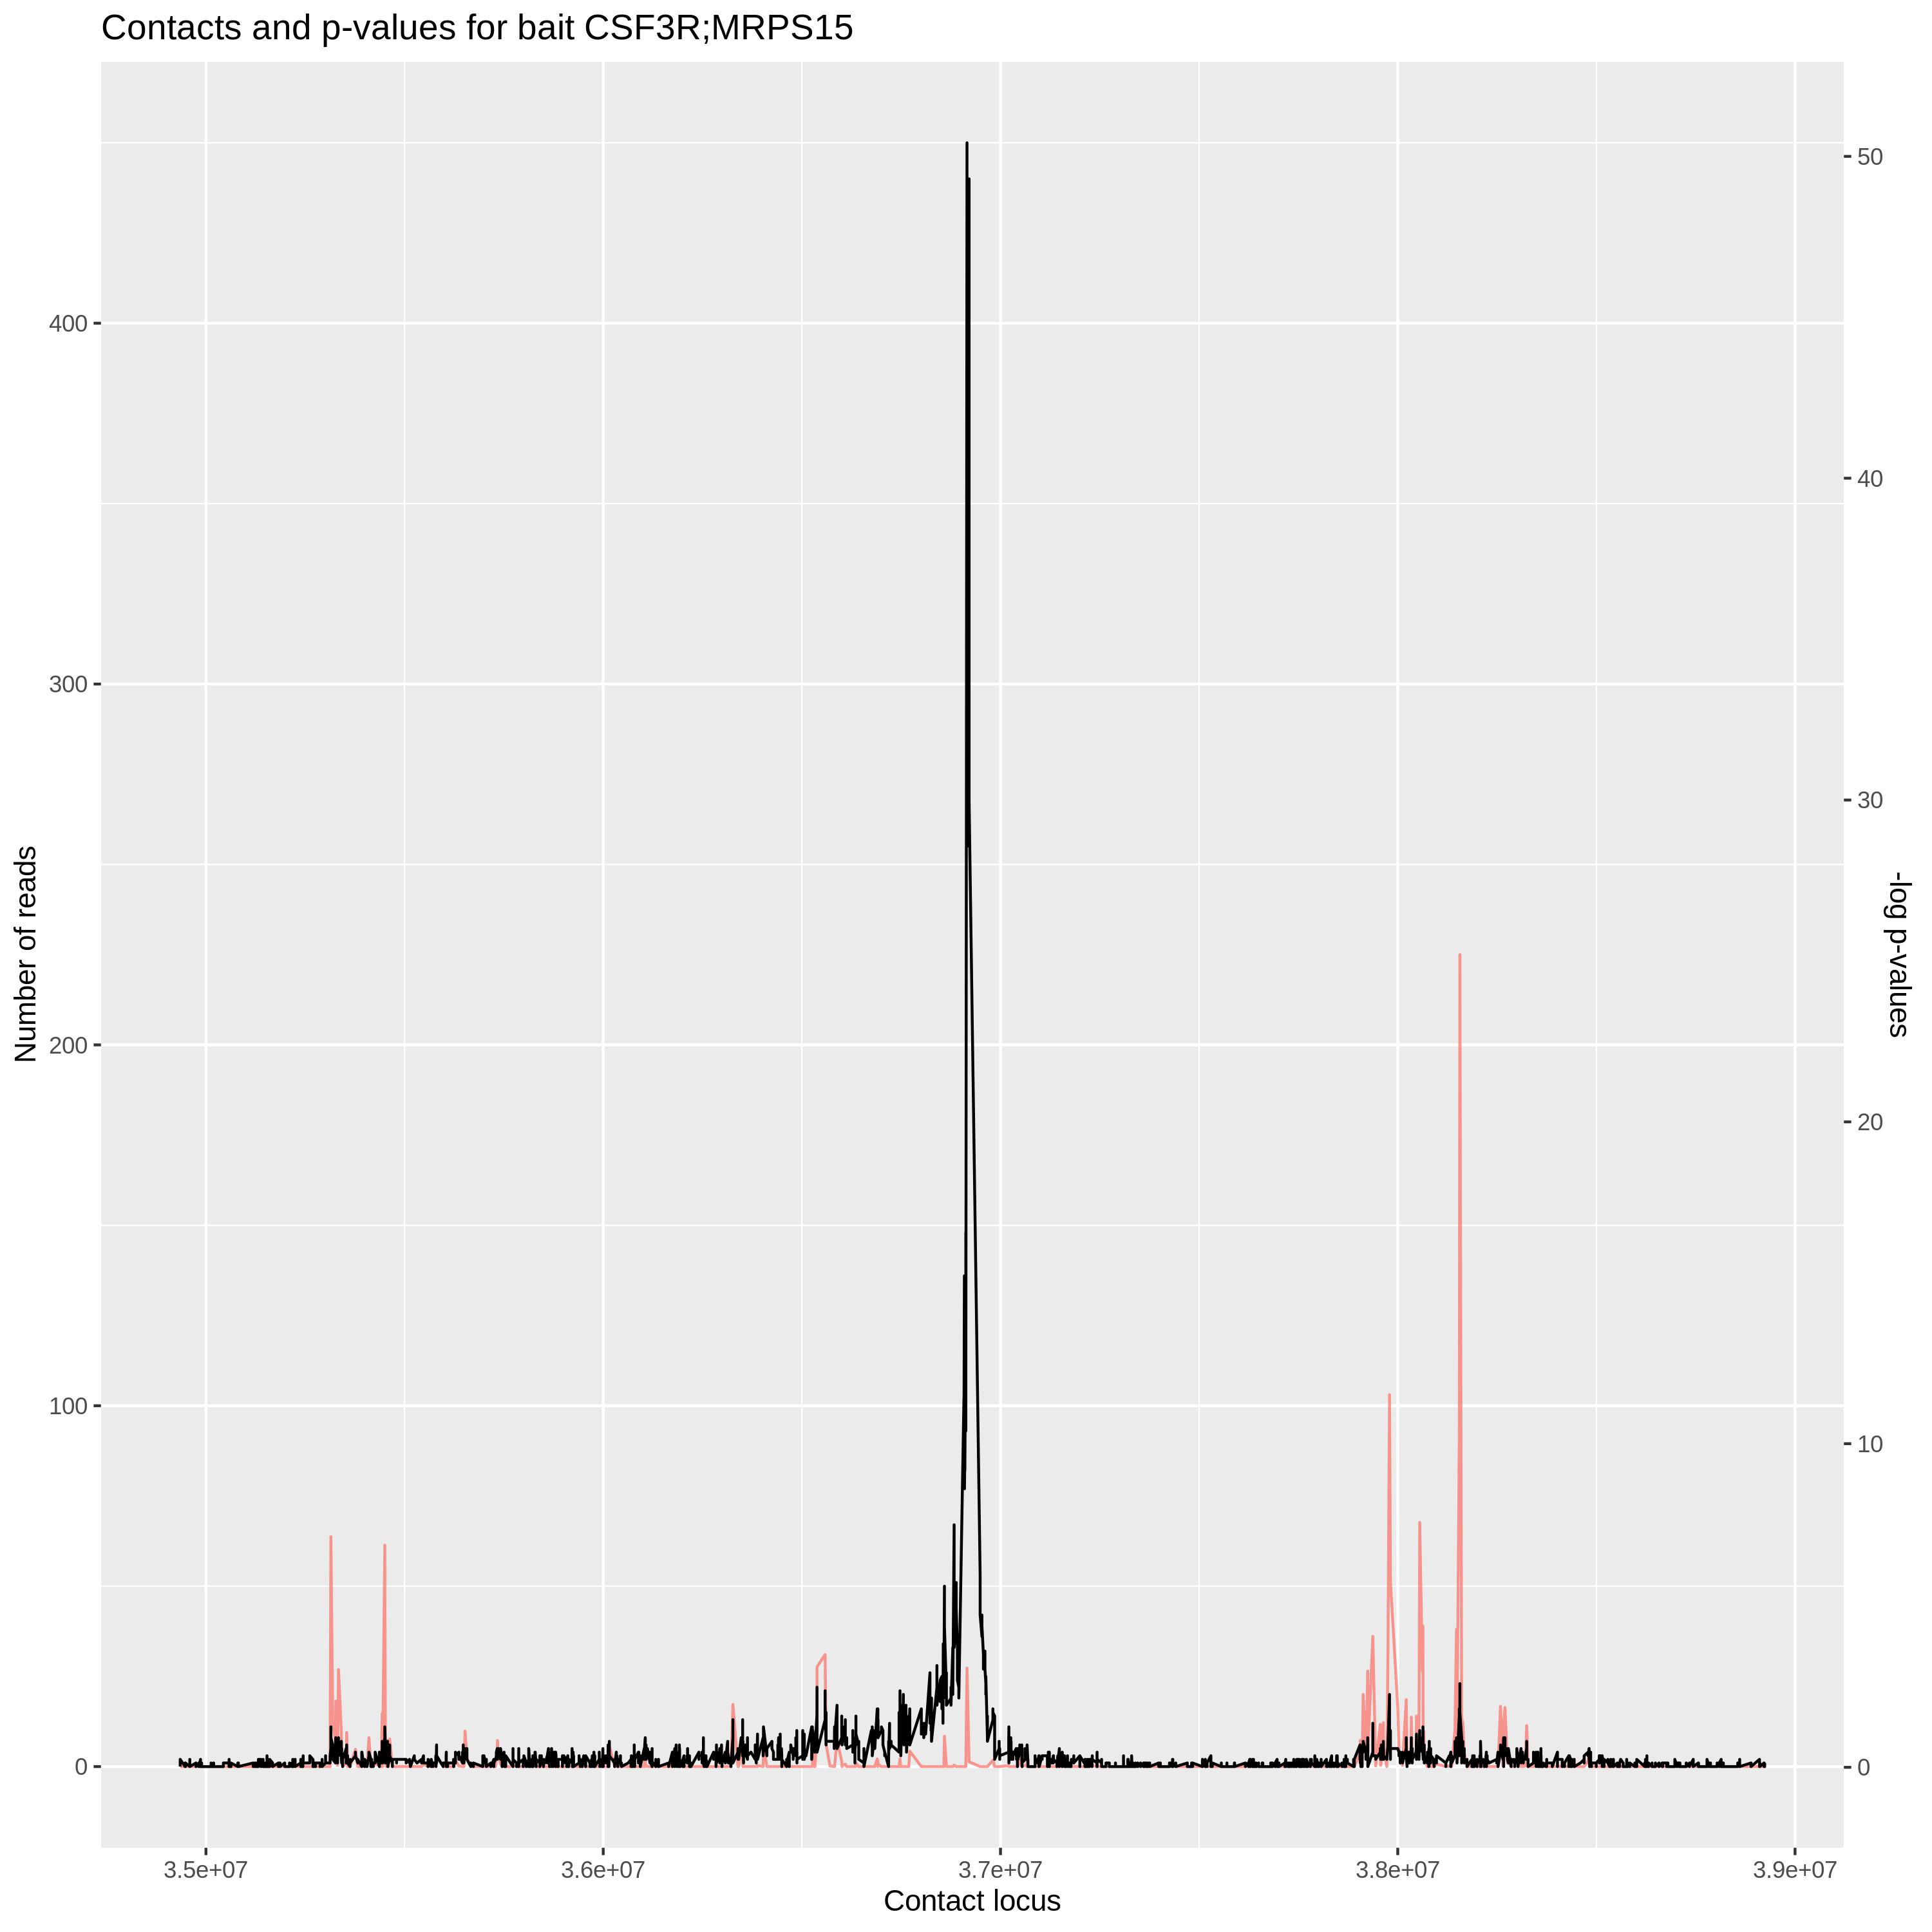 Contacts and p-values for bait CSF3R;MRPS15
Number of reads
400
300
200
100
0
50
40
30
20
10
0
-log p-values
3.5e+07 3.6e+07 3.7e+07 3.8e+07 3.9e+07
Contact locus